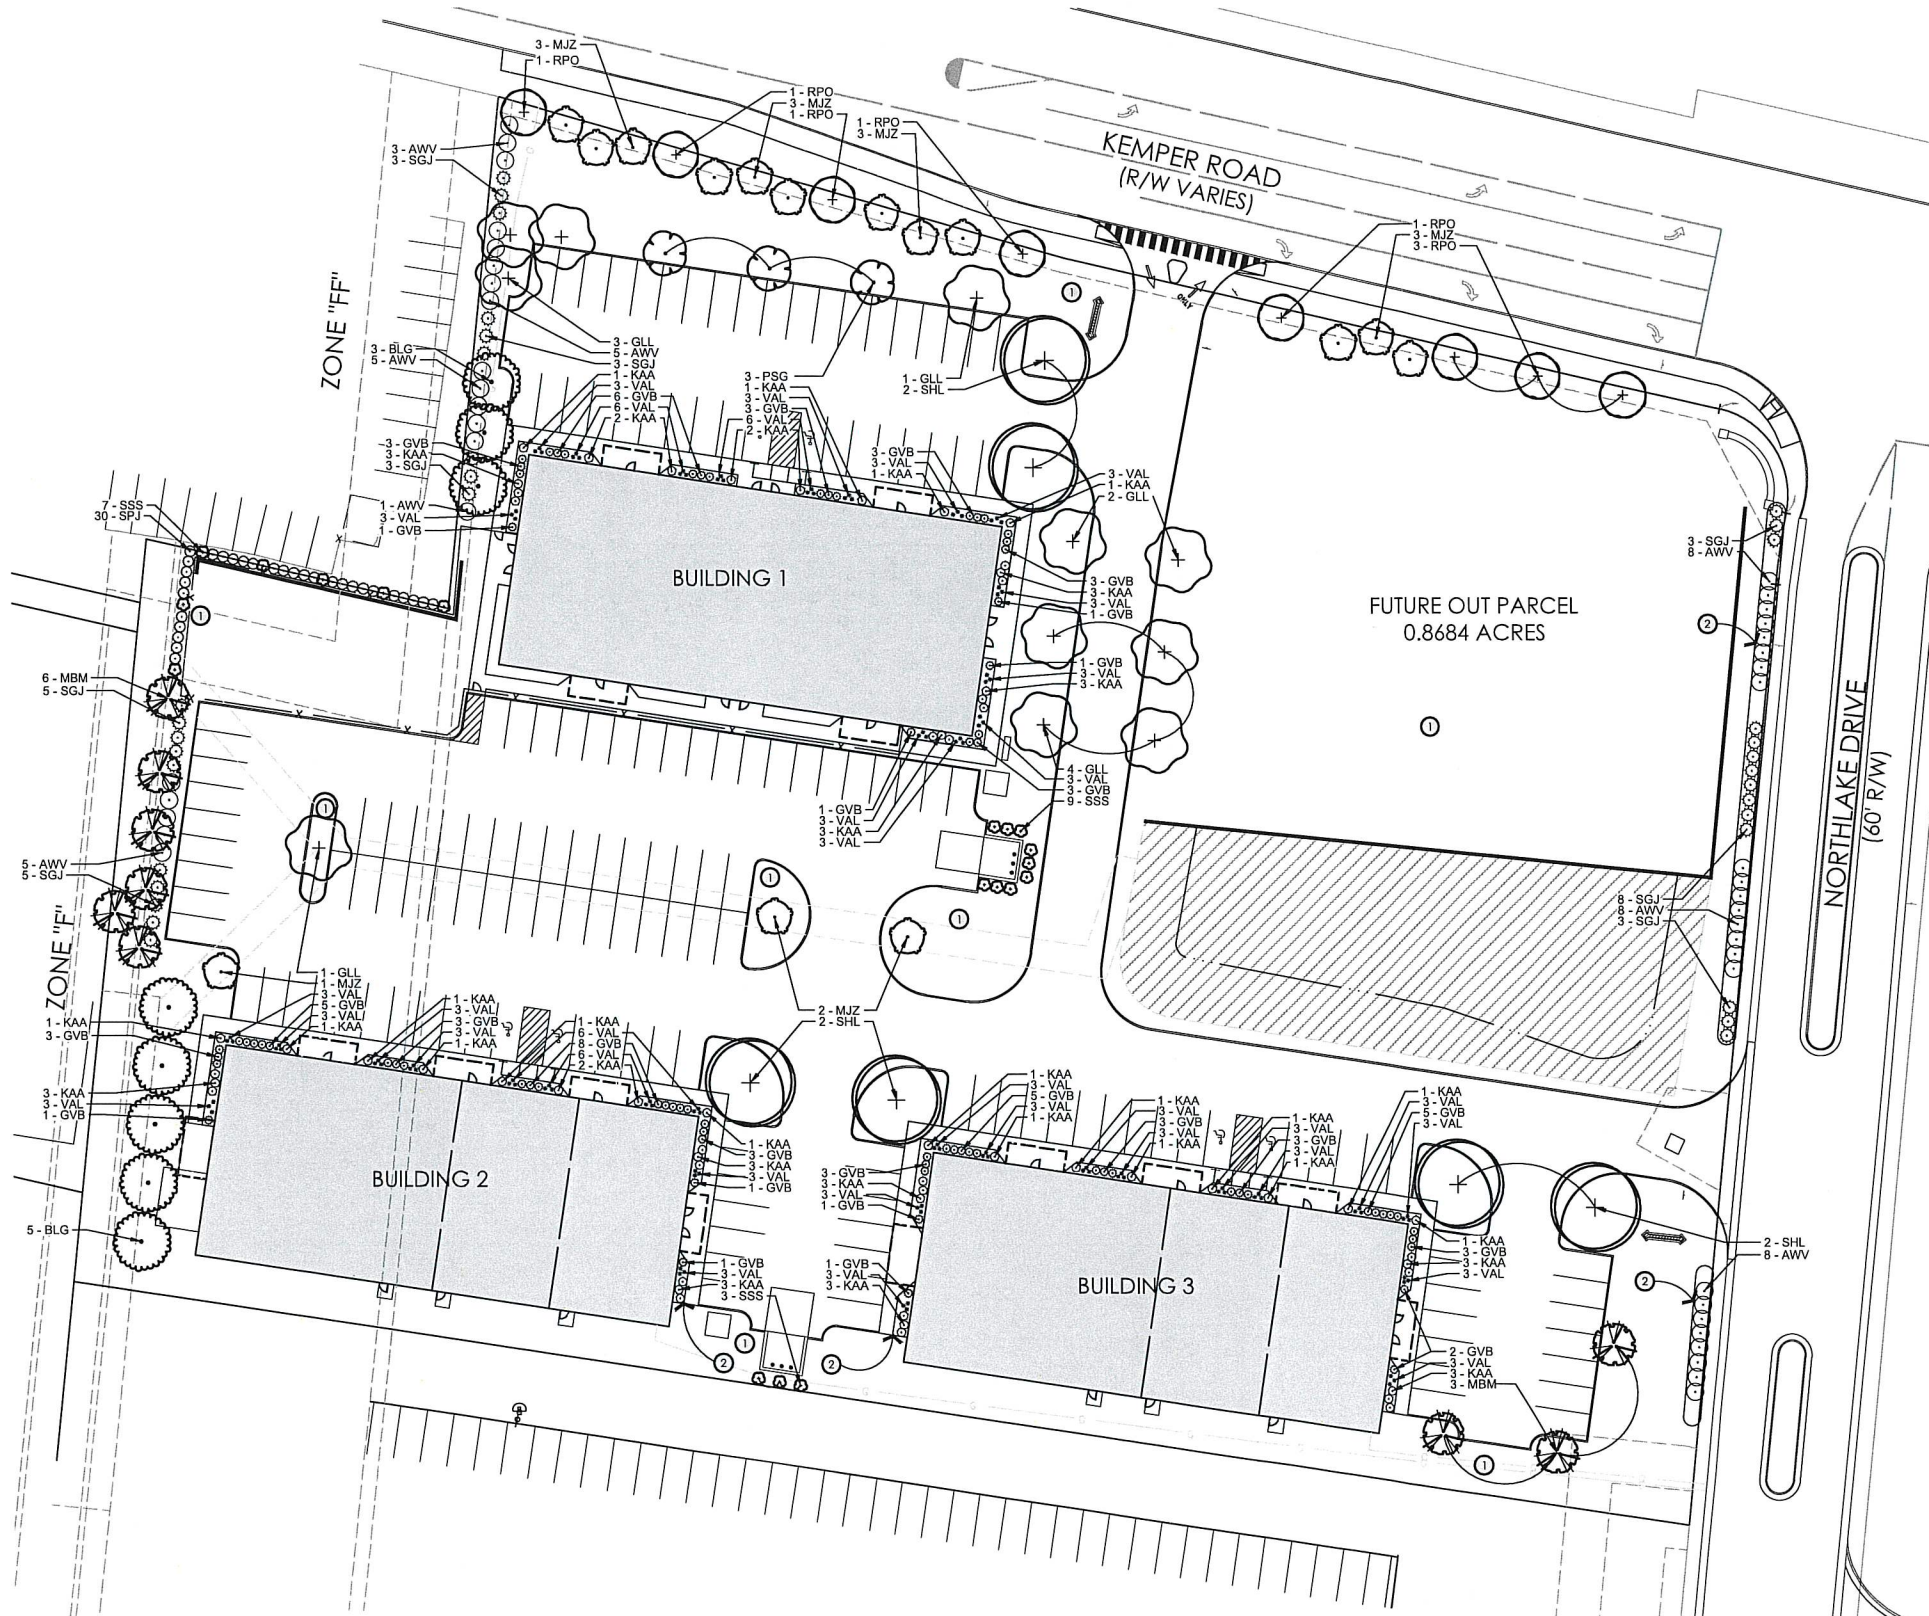 3 - MJZ
1 - RPO
1 - RPO
3 - MJZ
1 - RPO
1 - RPO
3 - MJZ
KEMPER ROAD
(R/W VARIES)
ONLY
3 - AWV
3 - SGJ
1 - RPO
3 - MJZ
3 - RPO
ZONE "FF"
1
3 - GLL
5 - AWV
3 - SGJ
1 - KAA
3 - VAL
6 - GVB
6 - VAL
2 - KAA
3 - BLG
5 - AWV
3 - PSG
1 - KAA
3 - VAL
3 - GVB
6 - VAL
2 - KAA
1 - GLL
2 - SHL
3 - GVB
3 - KAA
3 - SGJ
3 - GVB
3 - VAL
1 - KAA
3 - VAL
1 - KAA
2 - GLL
7 - SSS
30 - SPJ
1 - AWV
3 - VAL
1 - GVB
3 - SGJ
8 - AWV
BUILDING 1
3 - GVB
3 - KAA
3 - VAL
1 - GVB
FUTURE OUT PARCEL
0.8684 ACRES
1
2
6 - MBM
5 - SGJ
1 - GVB
3 - VAL
3 - KAA
1
NORTHLAKE DRIVE
(60' R/W)
4 - GLL
3 - VAL
3 - GVB
9 - SSS
1
1 - GVB
3 - VAL
3 - KAA
3 - VAL
5 - AWV
5 - SGJ
1
1
8 - SGJ
8 - AWV
3 - SGJ
ZONE "F"
1 - GLL
1 - MJZ
3 - VAL
5 - GVB
3 - VAL
1 - KAA
1 - KAA
3 - GVB
1 - KAA
3 - VAL
3 - GVB
3 - VAL
1 - KAA
2 - MJZ
2 - SHL
1 - KAA
6 - VAL
8 - GVB
6 - VAL
2 - KAA
3 - KAA
3 - VAL
1 - GVB
1 - KAA
3 - VAL
5 - GVB
3 - VAL
1 - KAA
1 - KAA
3 - VAL
3 - GVB
3 - VAL
1 - KAA
1 - KAA
3 - VAL
3 - GVB
3 - VAL
1 - KAA
1 - KAA
3 - VAL
5 - GVB
3 - VAL
BUILDING 2
1 - KAA
3 - GVB
3 - KAA
3 - VAL
1 - GVB
3 - GVB
3 - KAA
3 - VAL
1 - GVB
5 - BLG
1 - GVB
3 - VAL
3 - KAA
3 - SSS
1 - GVB
3 - VAL
3 - KAA
BUILDING 3
1 - KAA
3 - GVB
3 - KAA
3 - VAL
2 - SHL
8 - AWV
2
1
2
2
2 - GVB
3 - VAL
3 - KAA
3 - MBM
1